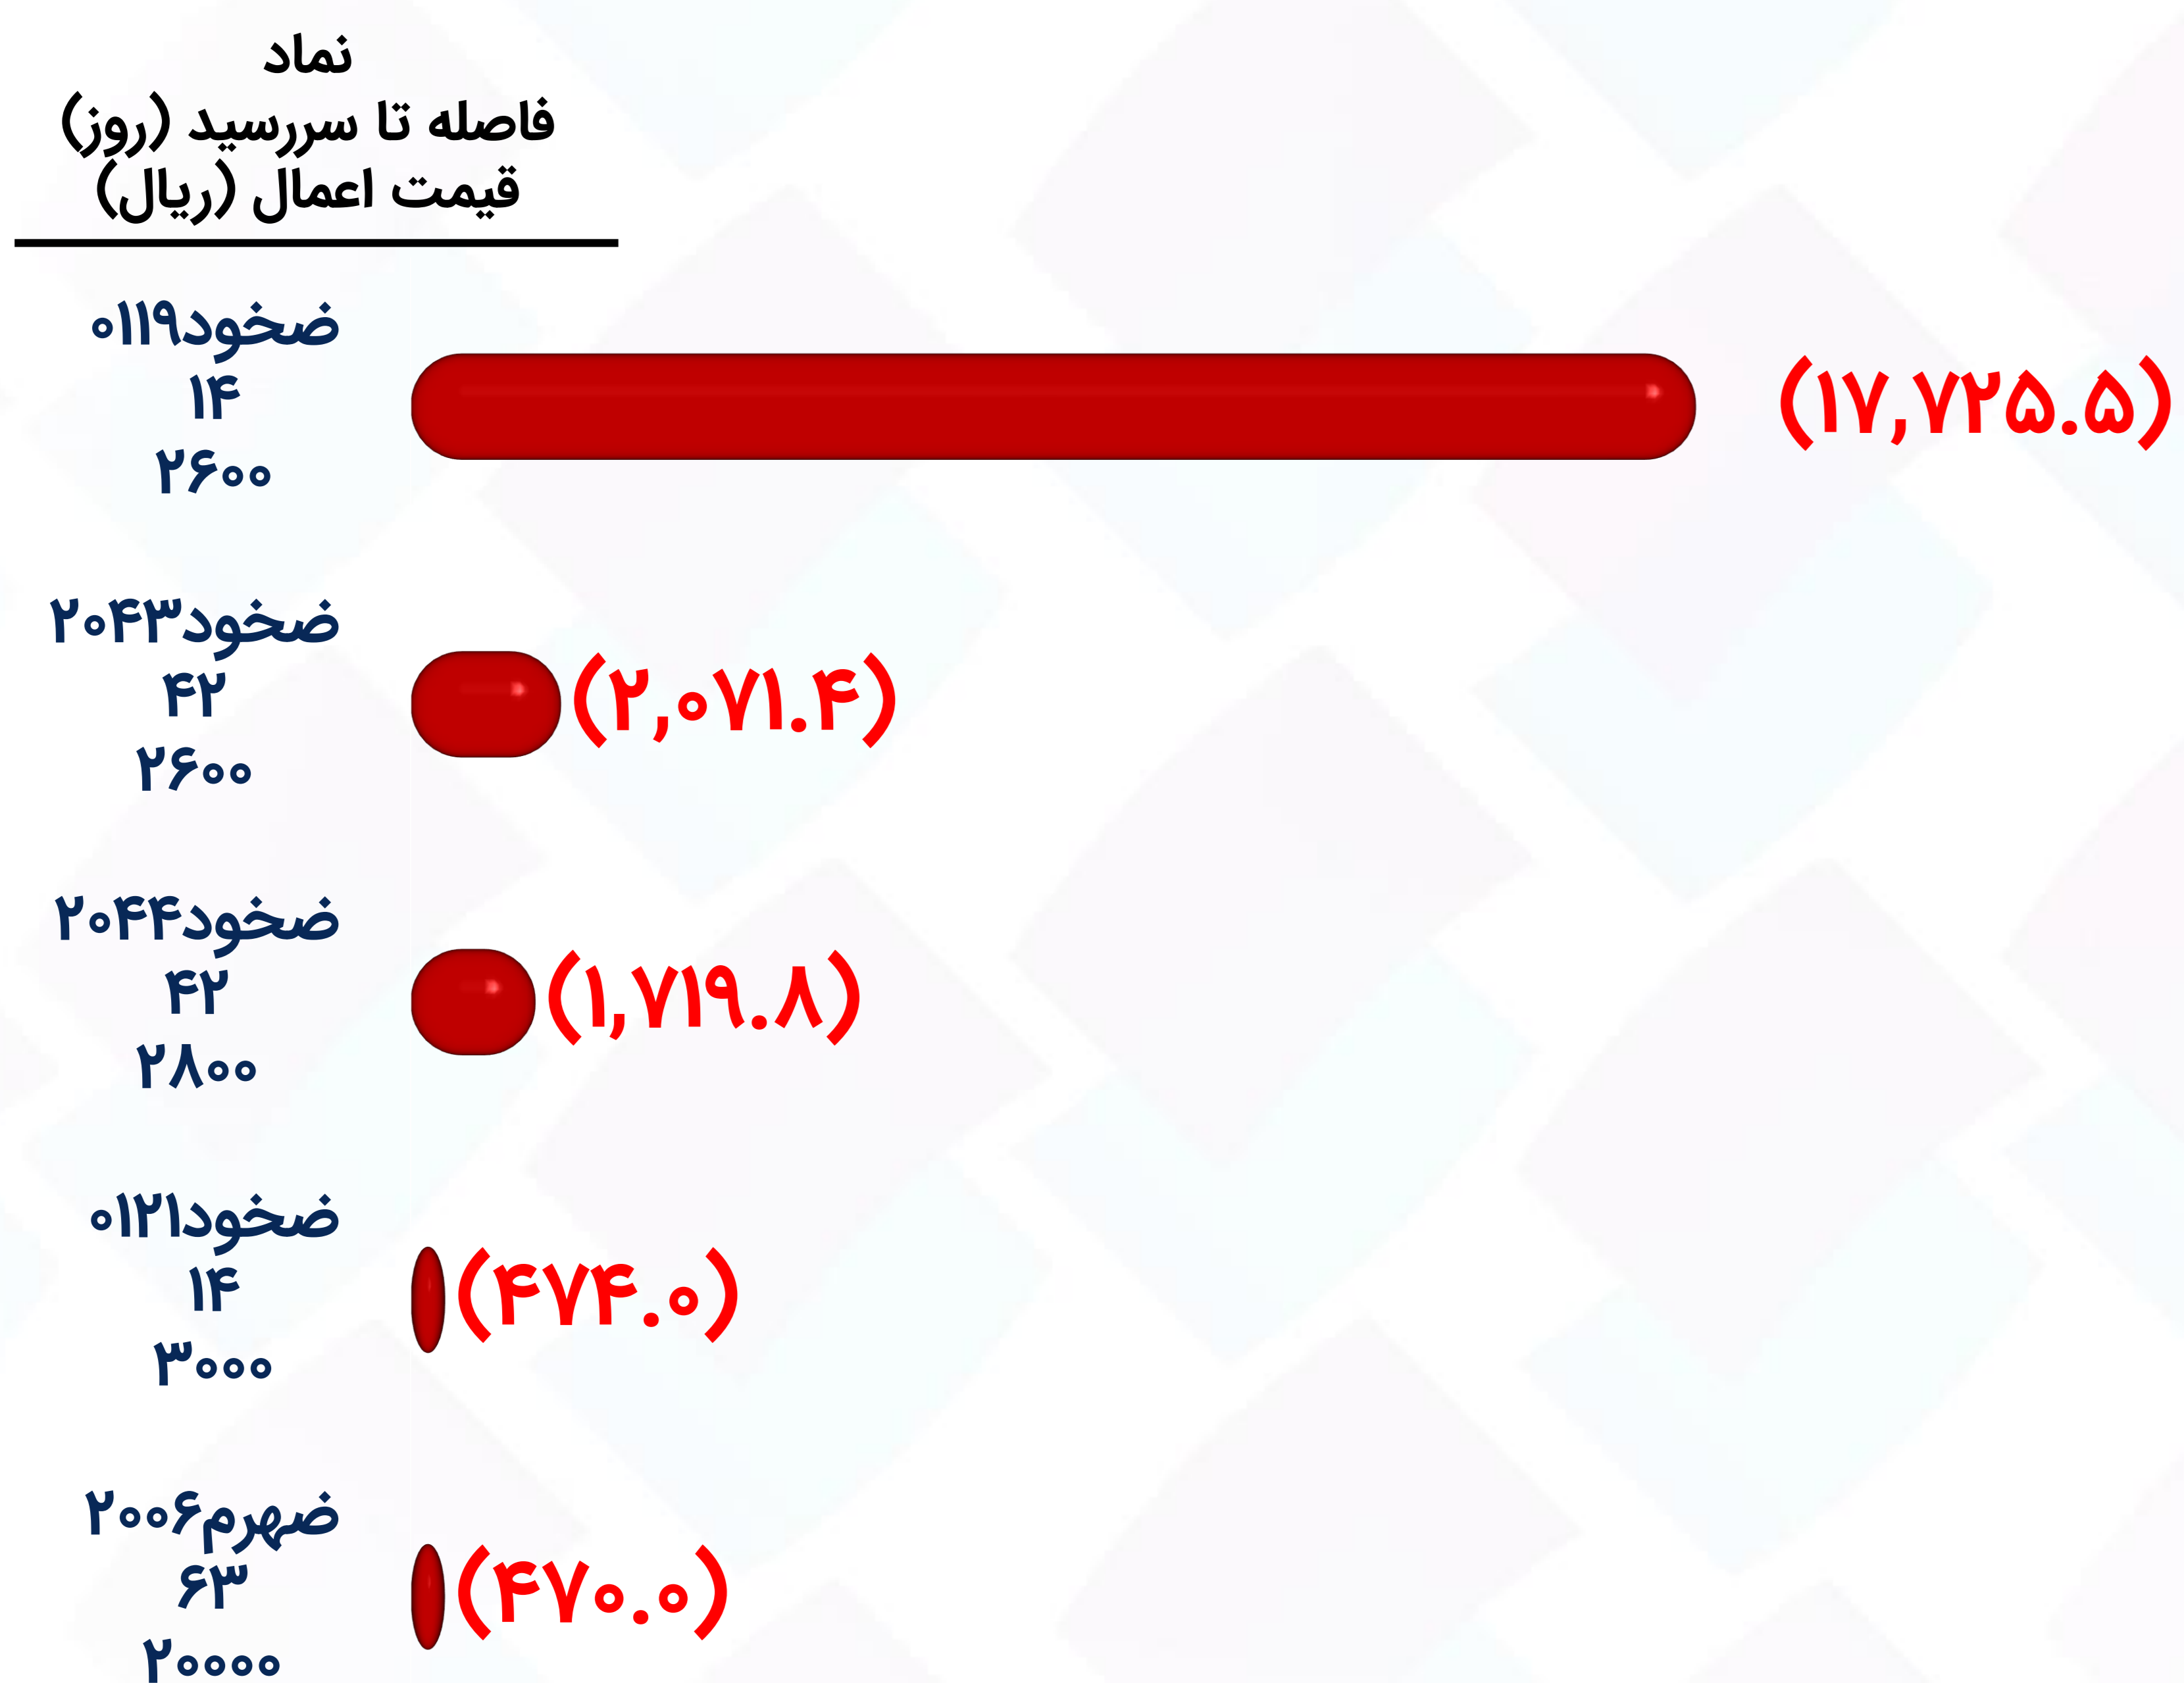 نماد
فاصله تا سررسید (روز)
قیمت اعمال (ریال)
ضخود۰۱۱۹
۱۴
۲۶۰۰
(۱۷,۷۲۵.۵)
ضخود۲۰۴۳
۴۲
۲۶۰۰
(۲,۰۷۱.۴)
ضخود۲۰۴۴
۴۲
۲۸۰۰
(۱,۷۱۹.۸)
ضخود۰۱۲۱
۱۴
۳۰۰۰
(۴۷۴.۰)
ضهرم۲۰۰۶
۶۳
۲۰۰۰۰
(۴۷۰.۰)